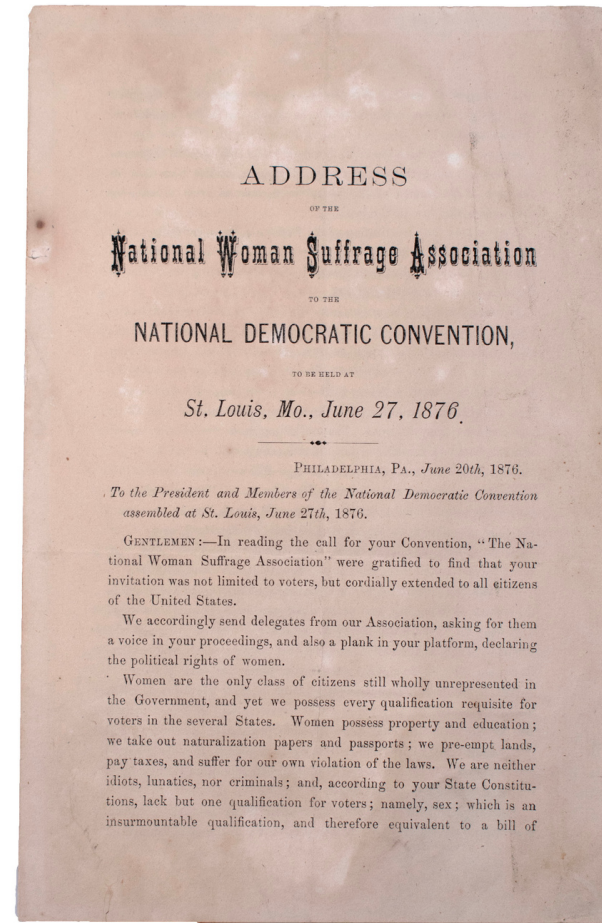 ADDRESS
OF THE
National Woman Suffrage Association
TO THE
NATIONAL DEMOCRATIC CONVENTION,
TO BE HELD AT
St. Louis, Mo., June 27, 1876.
PHILADELPHIA, PA., June 20th, 1876.
To the President and Members of the National Democratic Convention
assembled at St. Louis, June 27th, 1876.
GENTLEMEN:—In reading the call for your Convention, “The Na-
tional Woman Suffrage Association” were gratified to find that your
invitation was not limited to voters, but cordially extended to all citizens
of the United States.
We accordingly send delegates from our Association, asking for them
a voice in your proceedings, and also a plank in your platform, declaring
the political rights of women.
Women are the only class of citizens still wholly unrepresented in
the Government, and yet we possess every qualification requisite for
voters in the several States. Women possess property and education;
we take out naturalization papers and passports; we pre-empt lands,
pay taxes, and suffer for our own violation of the laws. We are neither
idiots, lunatics, nor criminals; and, according to your State Constitu-
tions, lack but one qualification for voters; namely, sex; which is an
insurmountable qualification, and therefore equivalent to a bill of